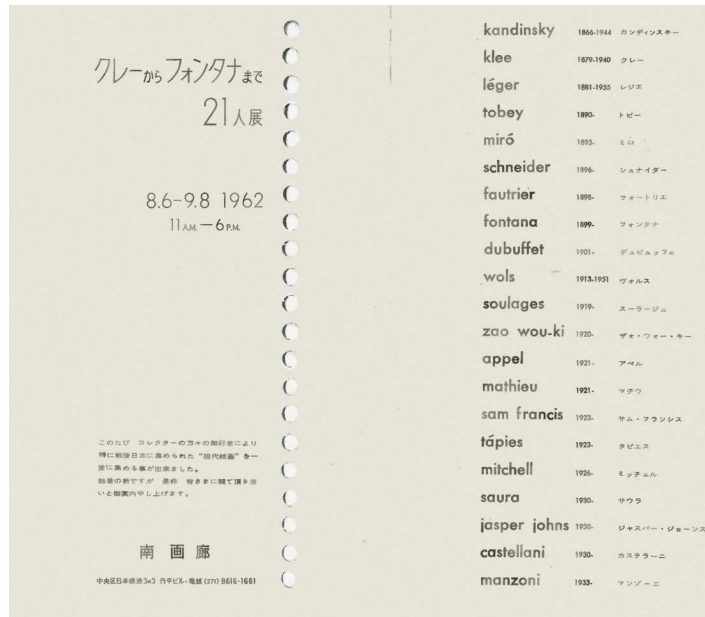 クレーからフォンタナまで
21人展
8.6-9.8 1962
11A.M.—6P.M.
このたび コレクターの方々の御好意により
特に戦後日本に集められた“現代絵画”を一
堂に集める事が出来ました。
酷暑の折ですが 是非 皆さまに観て頂き度
いと御案内申し上げます。
南画廊
中央区日本橋通3の3 丹平ビル・電話(271)8616・1661
kandinsky 1866-1944 カンディンスキー
klee 1879-1940 クレー
léger 1881-1955 レジエ
tobey 1890- トビー
miró 1893- ミロ
schneider 1896- シュナイダー
fautrier 1898- フォートリエ
fontana 1899- フォンタナ
dubuffet 1901- デュビュッフェ
wols 1913-1951 ヴォルス
soulages 1919- スーラージュ
zao wou-ki 1920- ザオ・ウォー・キー
appel 1921- アペル
mathieu 1921- マチウ
sam francis 1923- サム・フランシス
tápies 1923- タピエス
mitchell 1926- ミッチェル
saura 1930- サウラ
jasper johns 1930- ジャスパー・ジョーンズ
castellani 1930- カステラーニ
manzoni 1933- マンゾーニ